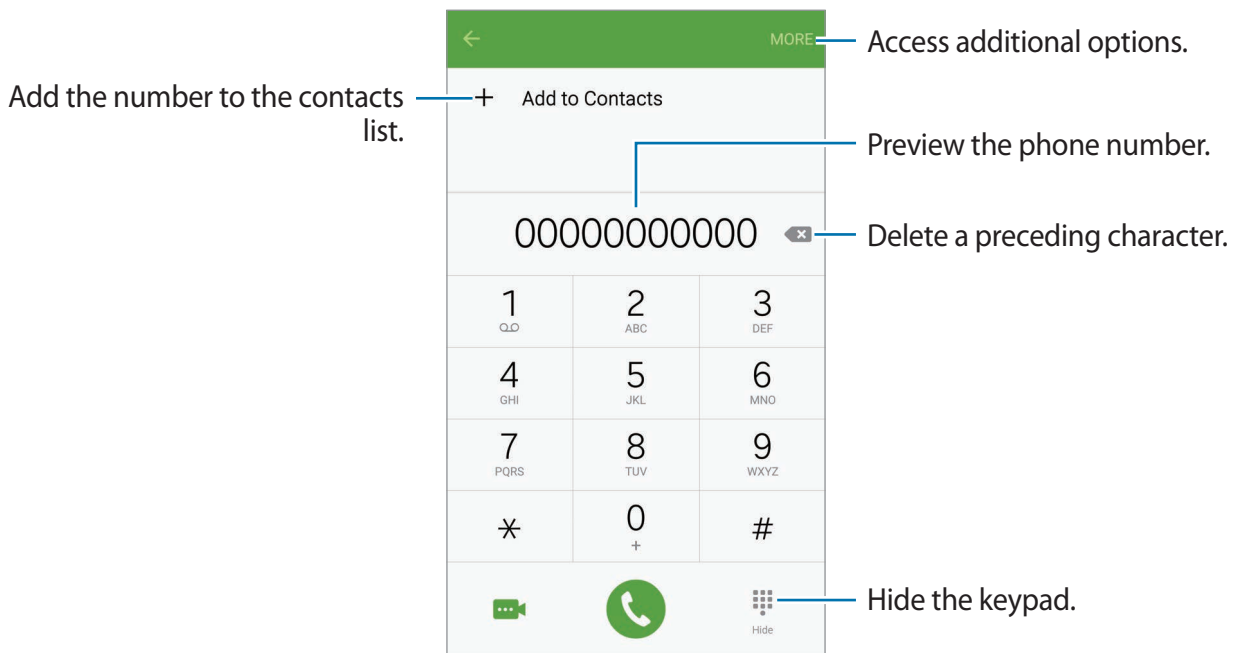 MORE
Access additional options.
Add the number to the contacts
list.
Add to Contacts
Preview the phone number.
00000000000
Delete a preceding character.
1 2 3
ABC DEF
4 5 6
GHI JKL MNO
7 8 9
PQRS TUV WXYZ
* 0 #
+
Hide the keypad.
Hide